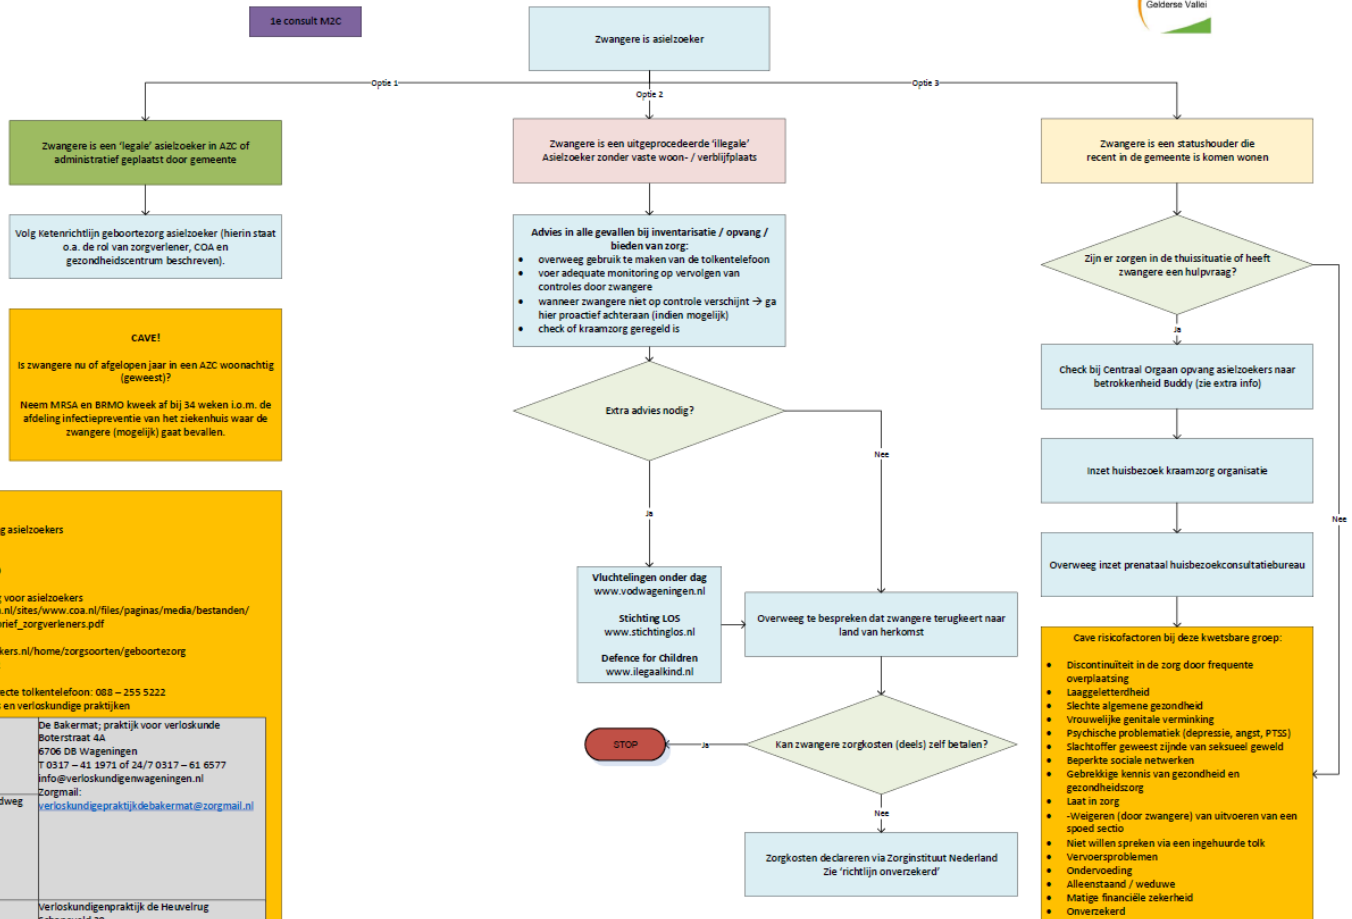 1e consult M2C
Gelderse Vallei
Zwangere is asielzoeker
Optie 1
Optie 2
Optie 3
Zwangere is een ‘legale’ asielzoeker in AZC of
administratief geplaatst door gemeente
Volg Ketenrichtlijn geboortezorg asielzoeker (hierin staat
o.a. de rol van zorgverlener, COA en
gezondheidscentrum beschreven).
CAVE!
Is zwangere nu of afgelopen jaar in een AZC woonachtig
(geweest)?
Neem MRSA en BRMO kweek af bij 34 weken i.o.m. de
afdeling infectiepreventie van het ziekenhuis waar de
zwangere (mogelijk) gaat bevallen.
g asielzoekers
)
g voor asielzoekers
.nl/sites/www.coa.nl/files/paginas/media/bestanden/
rief_zorgverleners.pdf
kers.nl/home/zorgsoorten/geboortezorg
ecte tolkentelefoon: 088 – 255 5222
s en verloskundige praktijken
De Bakermat; praktijk voor verloskunde
Boterstraat 4A
6706 DB Wageningen
T 0317 – 41 1971 of 24/7 0317 – 61 6577
info@verloskundigenwageningen.nl
Zorgmail:
verloskundigepraktijkdebakermat@zorgmail.nl
dweg
Verloskundigenpraktijk de Heuvelrug
Zwangere is een uitgeprocedeerde ‘illegale’
Asielzoeker zonder vaste woon- / verblijfplaats
Advies in alle gevallen bij inventarisatie / opvang /
bieden van zorg:
• overweeg gebruik te maken van de tolkentelefoon
• voer adequate monitoring op vervolgen van
controles door zwangere
• wanneer zwangere niet op controle verschijnt → ga
hier proactief achteraan (indien mogelijk)
• check of kraamzorg geregeld is
Extra advies nodig?
Nee
Ja
Vluchtelingen onder dag
www.vodwageningen.nl
Stichting LOS
www.stichtinglos.nl
Defence for Children
www.ilegaalkind.nl
Overweeg te bespreken dat zwangere terugkeert naar
land van herkomst
Kan zwangere zorgkosten (deels) zelf betalen?
Ja
STOP
Nee
Zorgkosten declareren via Zorginstituut Nederland
Zie ‘richtlijn onverzekerd’
Zwangere is een statushouder die
recent in de gemeente is komen wonen
Zijn er zorgen in de thuissituatie of heeft
zwangere een hulpvraag?
Ja
Nee
Check bij Centraal Orgaan opvang asielzoekers naar
betrokkenheid Buddy (zie extra info)
Inzet huisbezoek kraamzorg organisatie
Overweeg inzet prenataal huisbezoekconsultatiebureau
Cave risicofactoren bij deze kwetsbare groep:
• Discontinuïteit in de zorg door frequente
overplaatsing
• Laaggeletterdheid
• Slechte algemene gezondheid
• Vrouwelijke genitale verminking
• Psychische problematiek (depressie, angst, PTSS)
• Slachtoffer geweest zijnde van seksueel geweld
• Beperkte sociale netwerken
• Gebrekkige kennis van gezondheid en
gezondheidszorg
• Laat in zorg
• -Weigeren (door zwangere) van uitvoeren van een
spoed sectio
• Niet willen spreken via een ingehuurde tolk
• Vervoersproblemen
• Ondervoeding
• Alleenstaand / weduwe
• Matige financiële zekerheid
• Onverzekerd